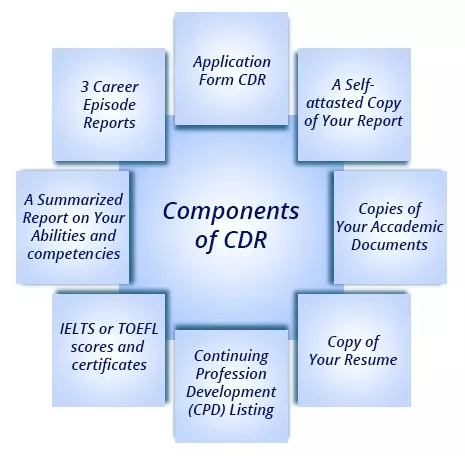 Application
Form CDR
3 Career
Episode
Reports
A Self-
attasted Copy
of Your Report
A Summarized
Report on Your
Abilities and
competencies
Components
of CDR
Copies of
Your Accademic
Documents
IELTS or TOEFL
scores and
certificates
Copy of
Your Resume
Continuing
Profession
Development
(CPD) Listing